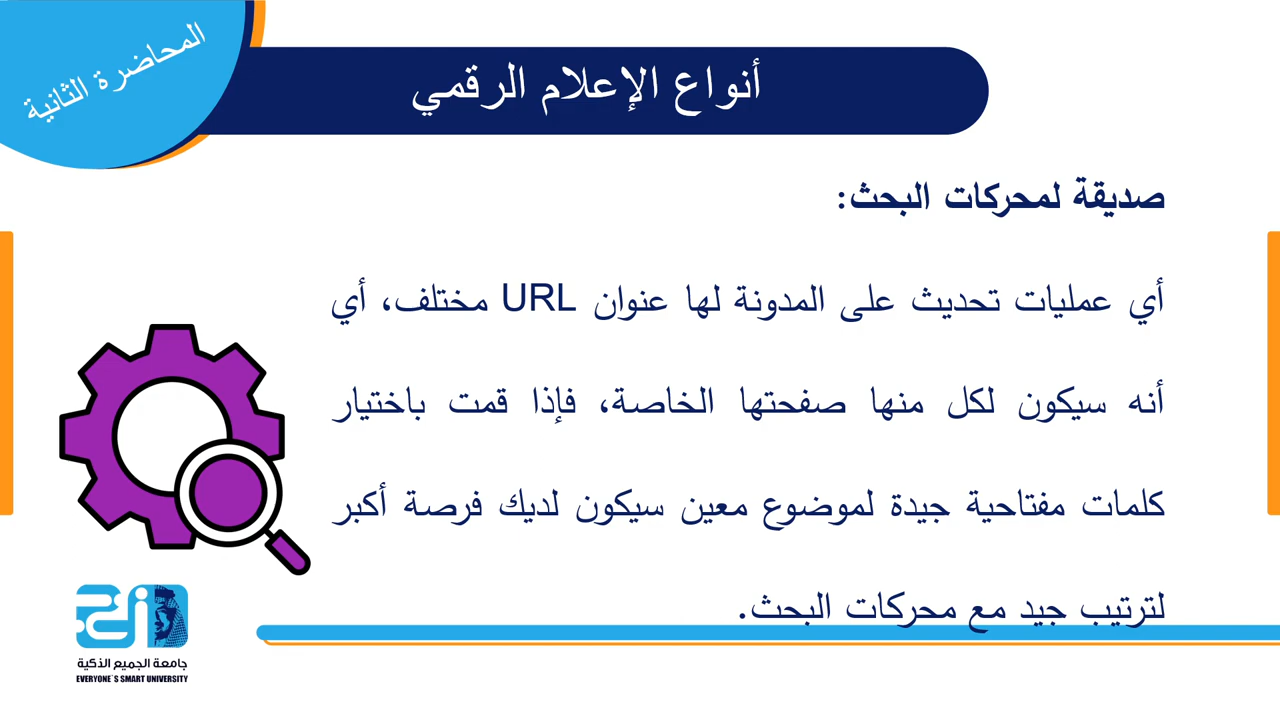 المحاضرة الثانية
أنواع الإعلام الرقمي
صديقة لمحركات البحث:
أي عمليات تحديث على المدونة لها عنوان URL مختلف، أي
أنه سيكون لكل منها صفحتها الخاصة، فإذا قمت باختيار
كلمات مفتاحية جيدة لموضوع معين سيكون لديك فرصة أكبر
لترتيب جيد مع محركات البحث.
جامعة الجميع الذكية
EVERYONE`S SMART UNIVERSITY